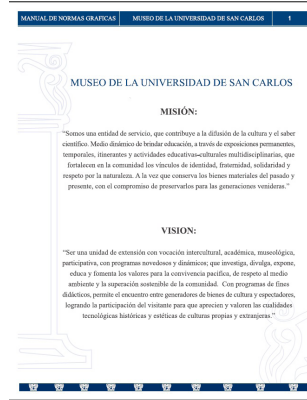 MANUAL DE NORMAS GRAFICAS MUSEO DE LA UNIVERSIDAD DE SAN CARLOS 1
MUSEO DE LA UNIVERSIDAD DE SAN CARLOS
MISIÓN:
“Somos una entidad de servicio, que contribuye a la difusión de la cultura y el saber
científico. Medio dinámico de brindar educación, a través de exposiciones permanentes,
temporales, itinerantes y actividades educativas-culturales multidisciplinarias, que
fortalecen en la comunidad los vínculos de identidad, fraternidad, solidaridad y
respeto por la naturaleza. A la vez que conserva los bienes materiales del pasado y
presente, con el compromiso de preservarlos para las generaciones venideras.”
VISION:
“Ser una unidad de extensión con vocación intercultural, académica, museológica,
participativa, con programas novedosos y dinámicos; que investiga, divulga, expone,
educa y fomenta los valores para la convivencia pacífica, de respeto al medio
ambiente y la superación sostenible de la comunidad. Con programas de fines
didácticos, permite el encuentro entre generadores de bienes de cultura y espectadores,
logrando la participación del visitante para que aprecien y valoren las cualidades
tecnológicas históricas y estéticas de culturas propias y extranjeras.”